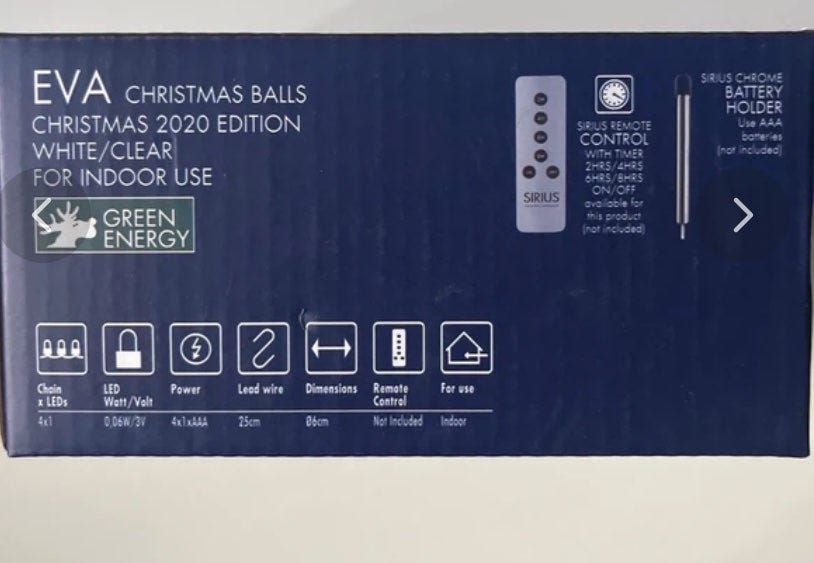 EVA CHRISTMAS BALLS
CHRISTMAS 2020 EDITION
WHITE/CLEAR
FOR INDOOR USE
GREEN
ENERGY
SIRIUS
SIRIUS REMOTE
CONTROL
WITH TIMER
2HRS/4HRS
6HRS/8HRS
ON/OFF
available for
this product
(not included)
SIRIUS CHROME
BATTERY
HOLDER
Use AAA
batteries
(not included)
Chain
x LEDs
4x1
LED
Watt/Volt
0,06W/3V
Power
4x1xAAA
Lead wire
25cm
Dimensions
Ø6cm
Remote
Control
Not Included
For use
Indoor